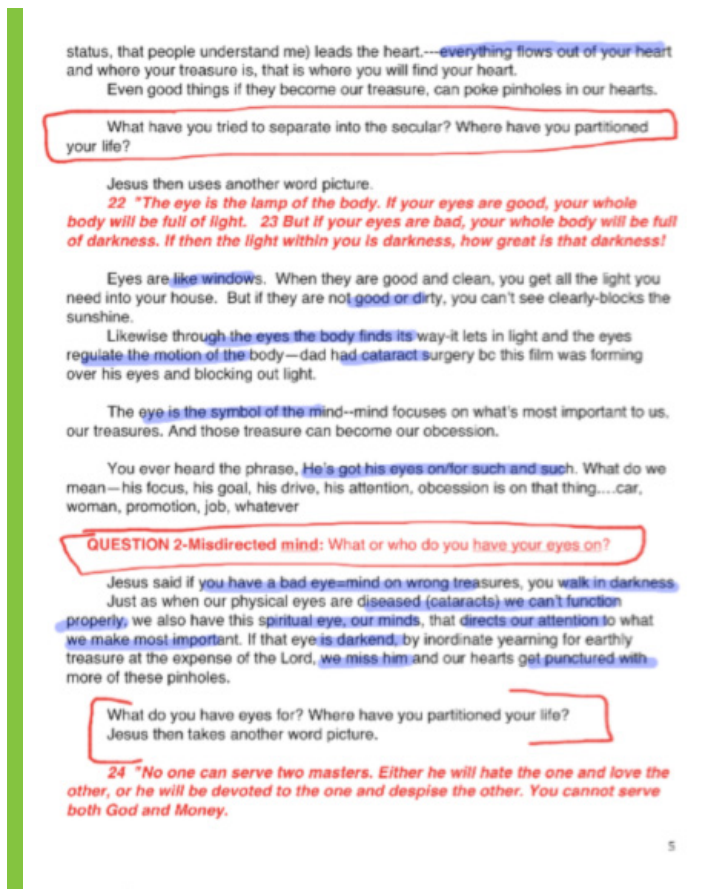 status, that people understand me) leads the heart.---everything flows out of your heart
and where your treasure is, that is where you will find your heart.
Even good things if they become our treasure, can poke pinholes in our hearts.
What have you tried to separate into the secular? Where have you partitioned
your life?
Jesus then uses another word picture.
22 "The eye is the lamp of the body. If your eyes are good, your whole
body will be full of light.  23 But if your eyes are bad, your whole body will be full
of darkness. If then the light within you is darkness, how great is that darkness!
Eyes are like windows.  When they are good and clean, you get all the light you
need into your house.  But if they are not good or dirty, you can't see clearly-blocks the
sunshine.
Likewise through the eyes the body finds its way-it lets in light and the eyes
regulate the motion of the body—dad had cataract surgery bc this film was forming
over his eyes and blocking out light.
The eye is the symbol of the mind--mind focuses on what's most important to us,
our treasures. And those treasure can become our obcession.
You ever heard the phrase, He's got his eyes on/for such and such. What do we
mean—his focus, his goal, his drive, his attention, obcession is on that thing....car,
woman, promotion, job, whatever
QUESTION 2-Misdirected mind: What or who do you have your eyes on?
Jesus said if you have a bad eye=mind on wrong treasures, you walk in darkness
Just as when our physical eyes are diseased (cataracts) we can't function
properly, we also have this spiritual eye, our minds, that directs our attention to what
we make most important. If that eye is darkend, by inordinate yearning for earthly
treasure at the expense of the Lord, we miss him and our hearts get punctured with
more of these pinholes.
What do you have eyes for? Where have you partitioned your life?
Jesus then takes another word picture.
24 "No one can serve two masters. Either he will hate the one and love the
other, or he will be devoted to the one and despise the other. You cannot serve
both God and Money.
5